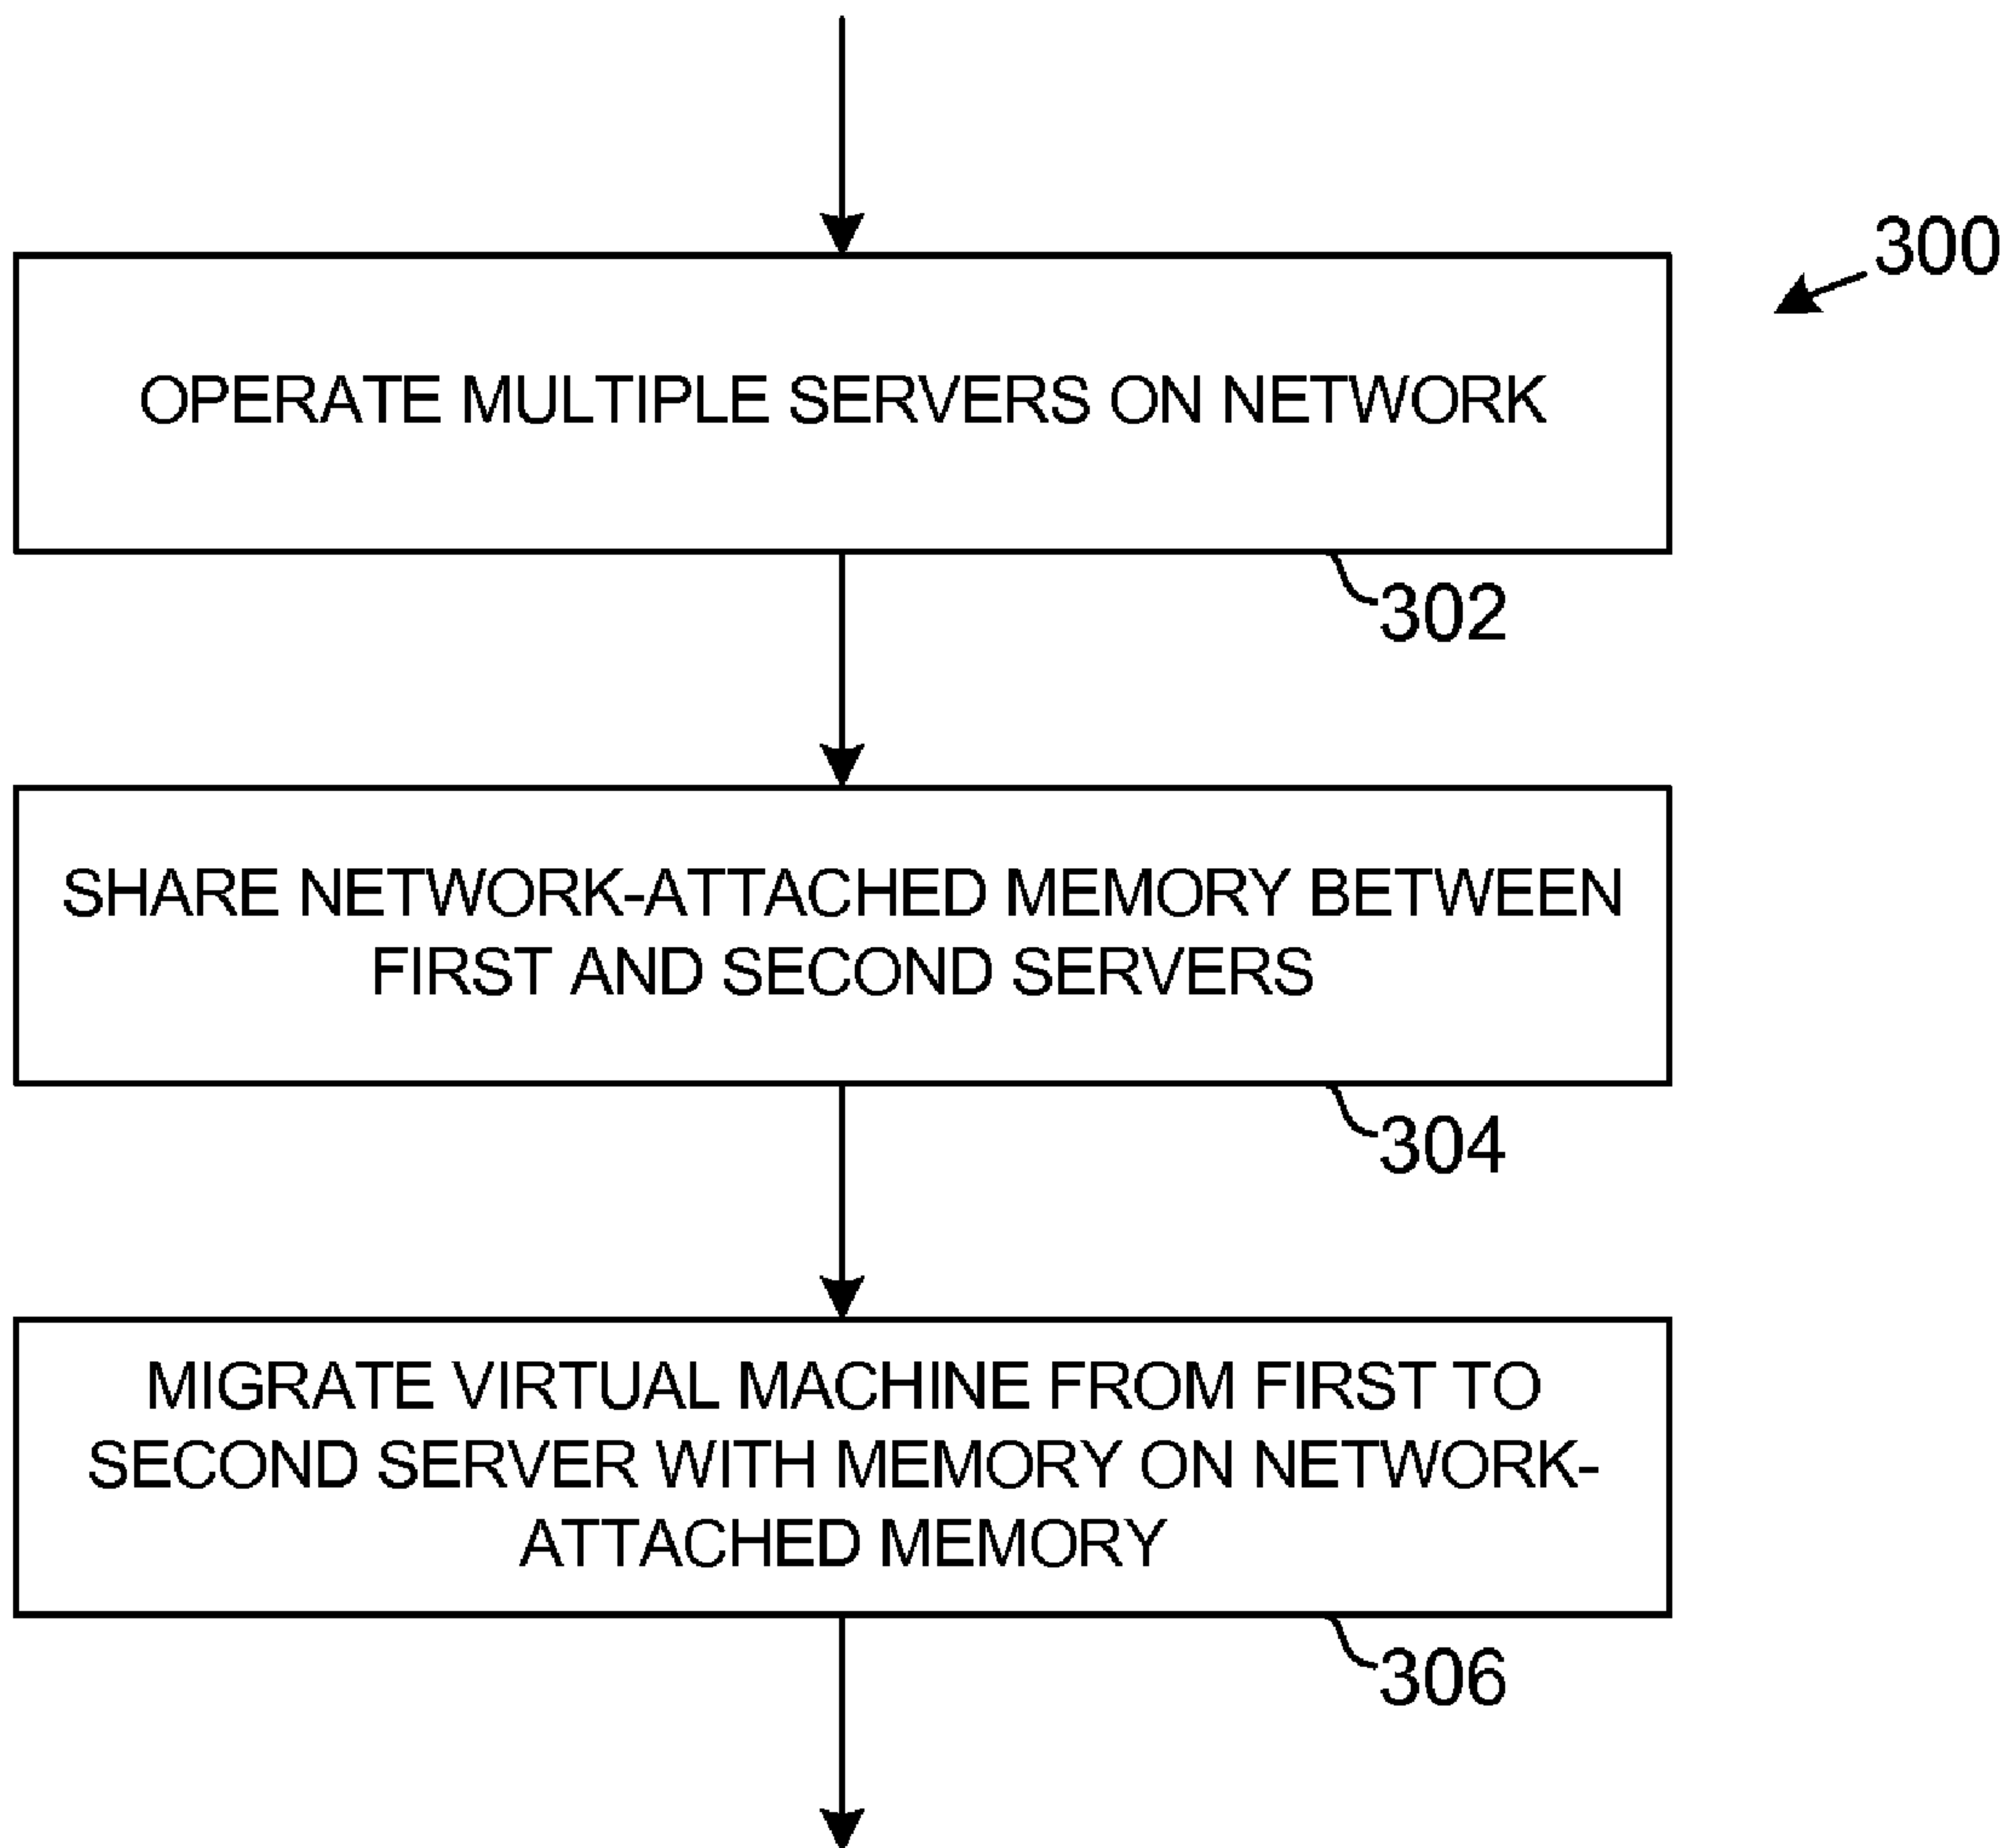 300
OPERATE MULTIPLE SERVERS ON NETWORK
302
SHARE NETWORK-ATTACHED MEMORY BETWEEN
FIRST AND SECOND SERVERS
304
MIGRATE VIRTUAL MACHINE FROM FIRST TO
SECOND SERVER WITH MEMORY ON NETWORK-
ATTACHED MEMORY
306